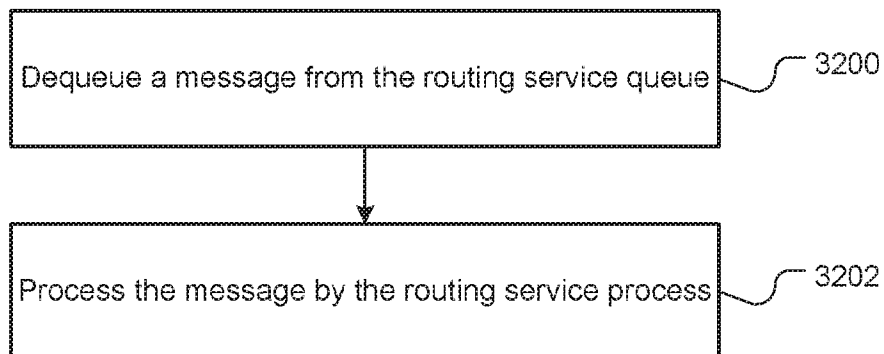 Dequeue a message from the routing service queue
3200
Process the message by the routing service process
3202